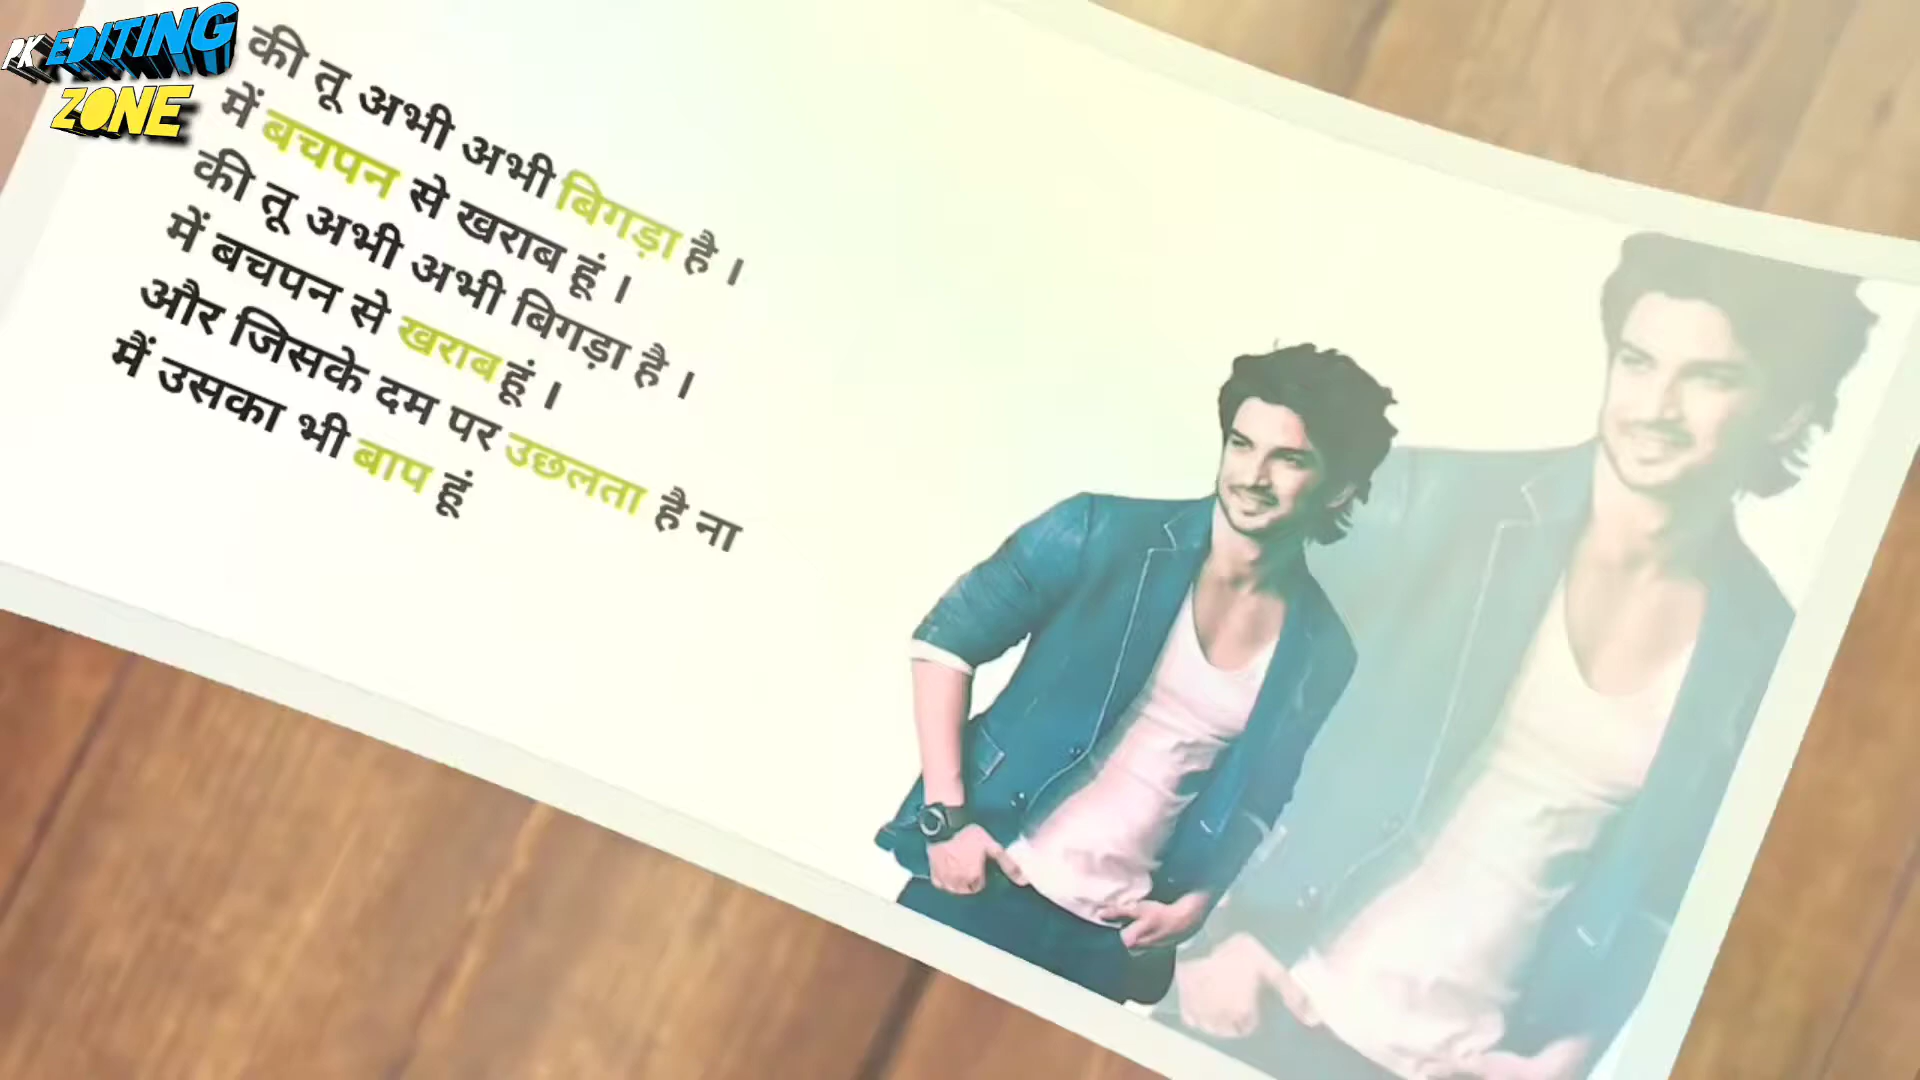 PK EDITING
ZONE
की तू अभी अभी बिगड़ा है ।
में बचपन से खराब हूं ।
की तू अभी अभी बिगड़ा है ।
में बचपन से खराब हूं ।
और जिसके दम पर उछलता है ना
मैं उसका भी बाप हूं